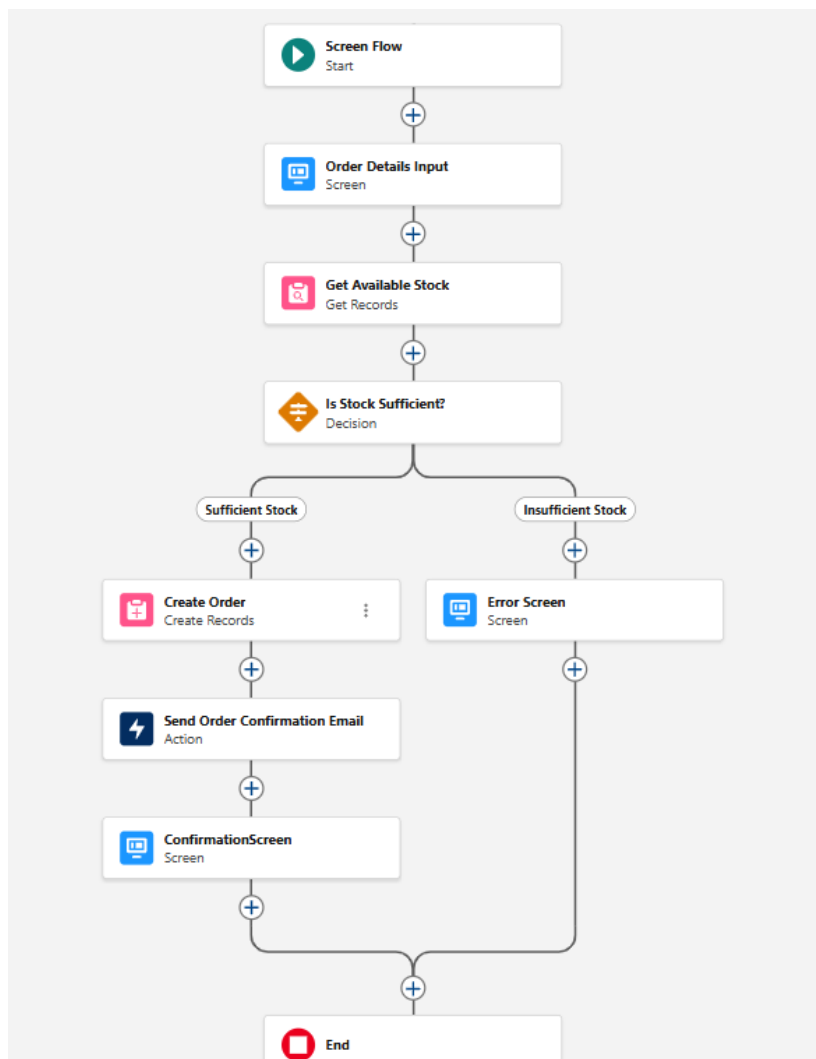 Screen Flow
Start
Order Details Input
Screen
Get Available Stock
Get Records
Is Stock Sufficient?
Decision
Sufficient Stock
Insufficient Stock
Create Order
Create Records
Error Screen
Screen
Send Order Confirmation Email
Action
ConfirmationScreen
Screen
End